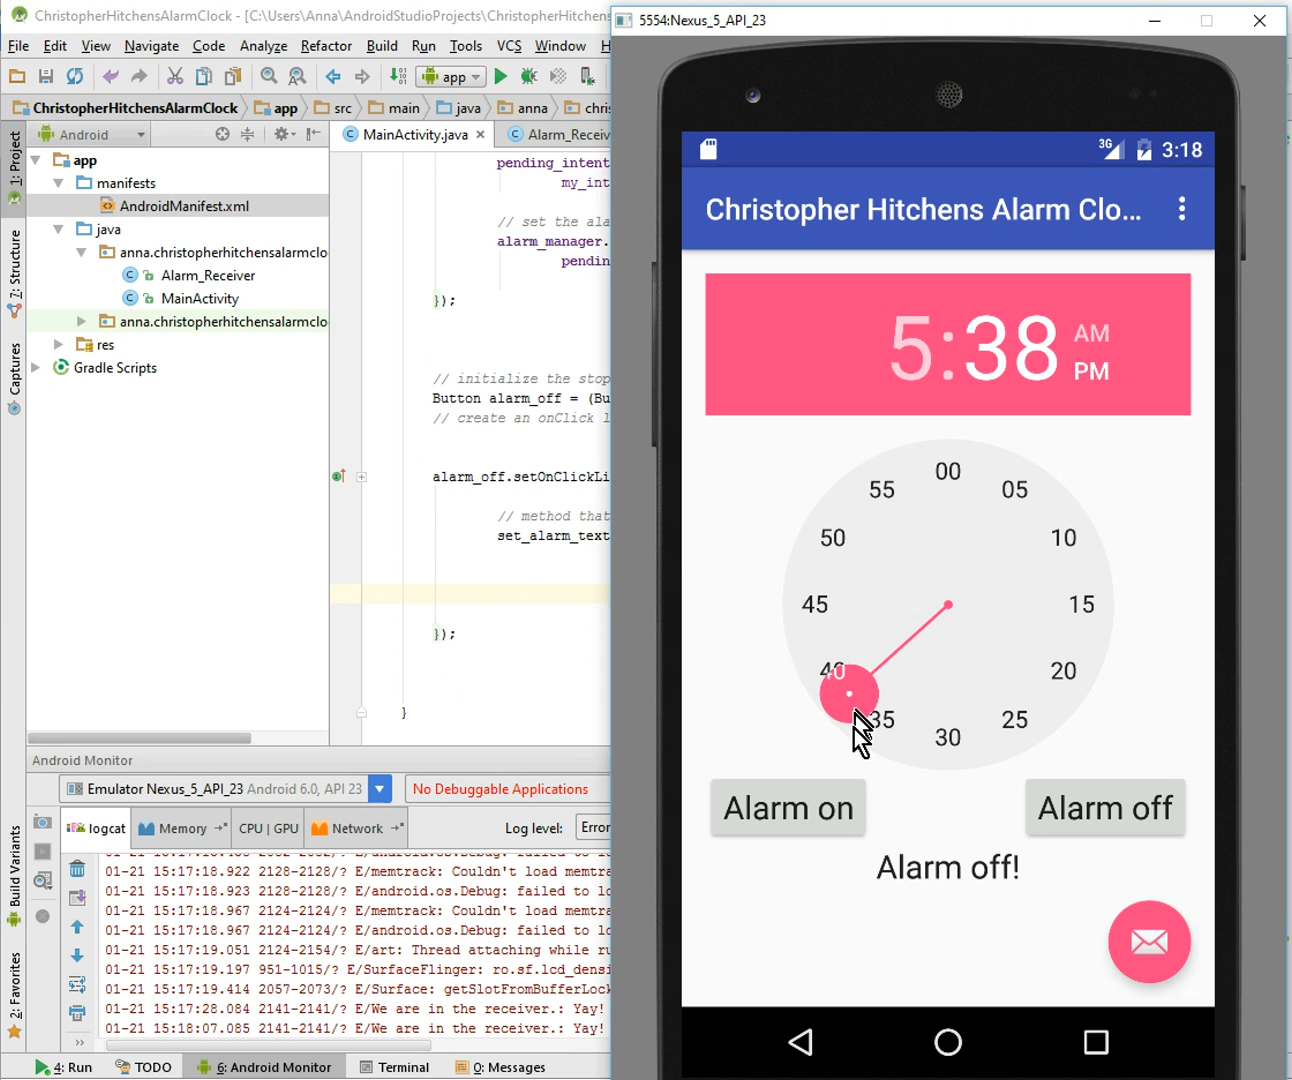 ChristopherHitchensAlarmClock - [C:\Users\Anna\AndroidStudioProjects\ChristopherHitchens
File Edit View Navigate Code Analyze Refactor Build Run Tools VCS Window H
app
ChristopherHitchensAlarmClock app src main java anna chris
Android
MainActivity.java Alarm_Receiv
1: Project
7: Structure
Captures
Build Variants
2: Favorites
app
manifests
AndroidManifest.xml
java
anna.christopherhitchensalarmclo
Alarm_Receiver
MainActivity
anna.christopherhitchensalarmclo
res
Gradle Scripts
pending_intent
my_int
// set the ala
alarm_manager.
pendin
});
// initialize the stop
Button alarm_off = (Bu
// create an onClick l
alarm_off.setOnClickLi
// method that
set_alarm_text
});
}
Android Monitor
Emulator Nexus_5_API_23 Android 6.0, API 23
No Debuggable Applications
logcat Memory CPU | GPU Network Log level: Error
01-21 15:17:18.922 2128-2128/? E/memtrack: Couldn't load memtra
01-21 15:17:18.923 2128-2128/? E/android.os.Debug: failed to lo
01-21 15:17:18.967 2124-2124/? E/memtrack: Couldn't load memtra
01-21 15:17:18.967 2124-2124/? E/android.os.Debug: failed to lo
01-21 15:17:19.051 2124-2154/? E/art: Thread attaching while ru
01-21 15:17:19.197 951-1015/? E/SurfaceFlinger: ro.sf.lcd_densi
01-21 15:17:19.414 2057-2073/? E/Surface: getSlotFromBufferLock
01-21 15:17:28.084 2141-2141/? E/We are in the receiver.: Yay!
01-21 15:18:07.085 2141-2141/? E/We are in the receiver.: Yay!
4: Run TODO 6: Android Monitor Terminal 0: Messages
5554:Nexus_5_API_23
3G 3:18
Christopher Hitchens Alarm Clo...
5:38 AM
PM
00
55 05
50 10
45 15
40 20
35 25
30
Alarm on Alarm off
Alarm off!